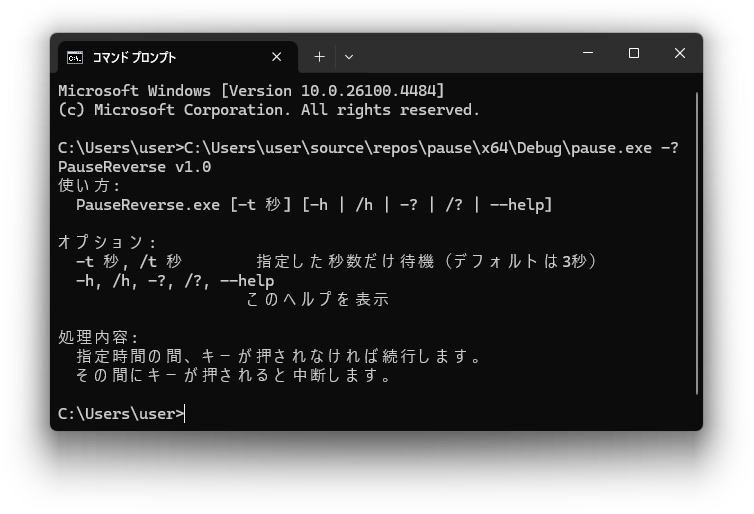 コマンド プロンプト
Microsoft Windows [Version 10.0.26100.4484]
(c) Microsoft Corporation. All rights reserved.
C:\Users\user>C:\Users\user\source\repos\pause\x64\Debug\pause.exe -?
PauseReverse v1.0
使い方:
PauseReverse.exe [-t 秒] [-h | /h | -? | /? | --help]
オプション:
-t 秒, /t 秒        指定した秒数だけ待機（デフォルトは3秒）
-h, /h, -?, /?, --help
このヘルプを表示
処理内容:
指定時間の間、キーが押されなければ続行します。
その間にキーが押されると中断します。
C:\Users\user>